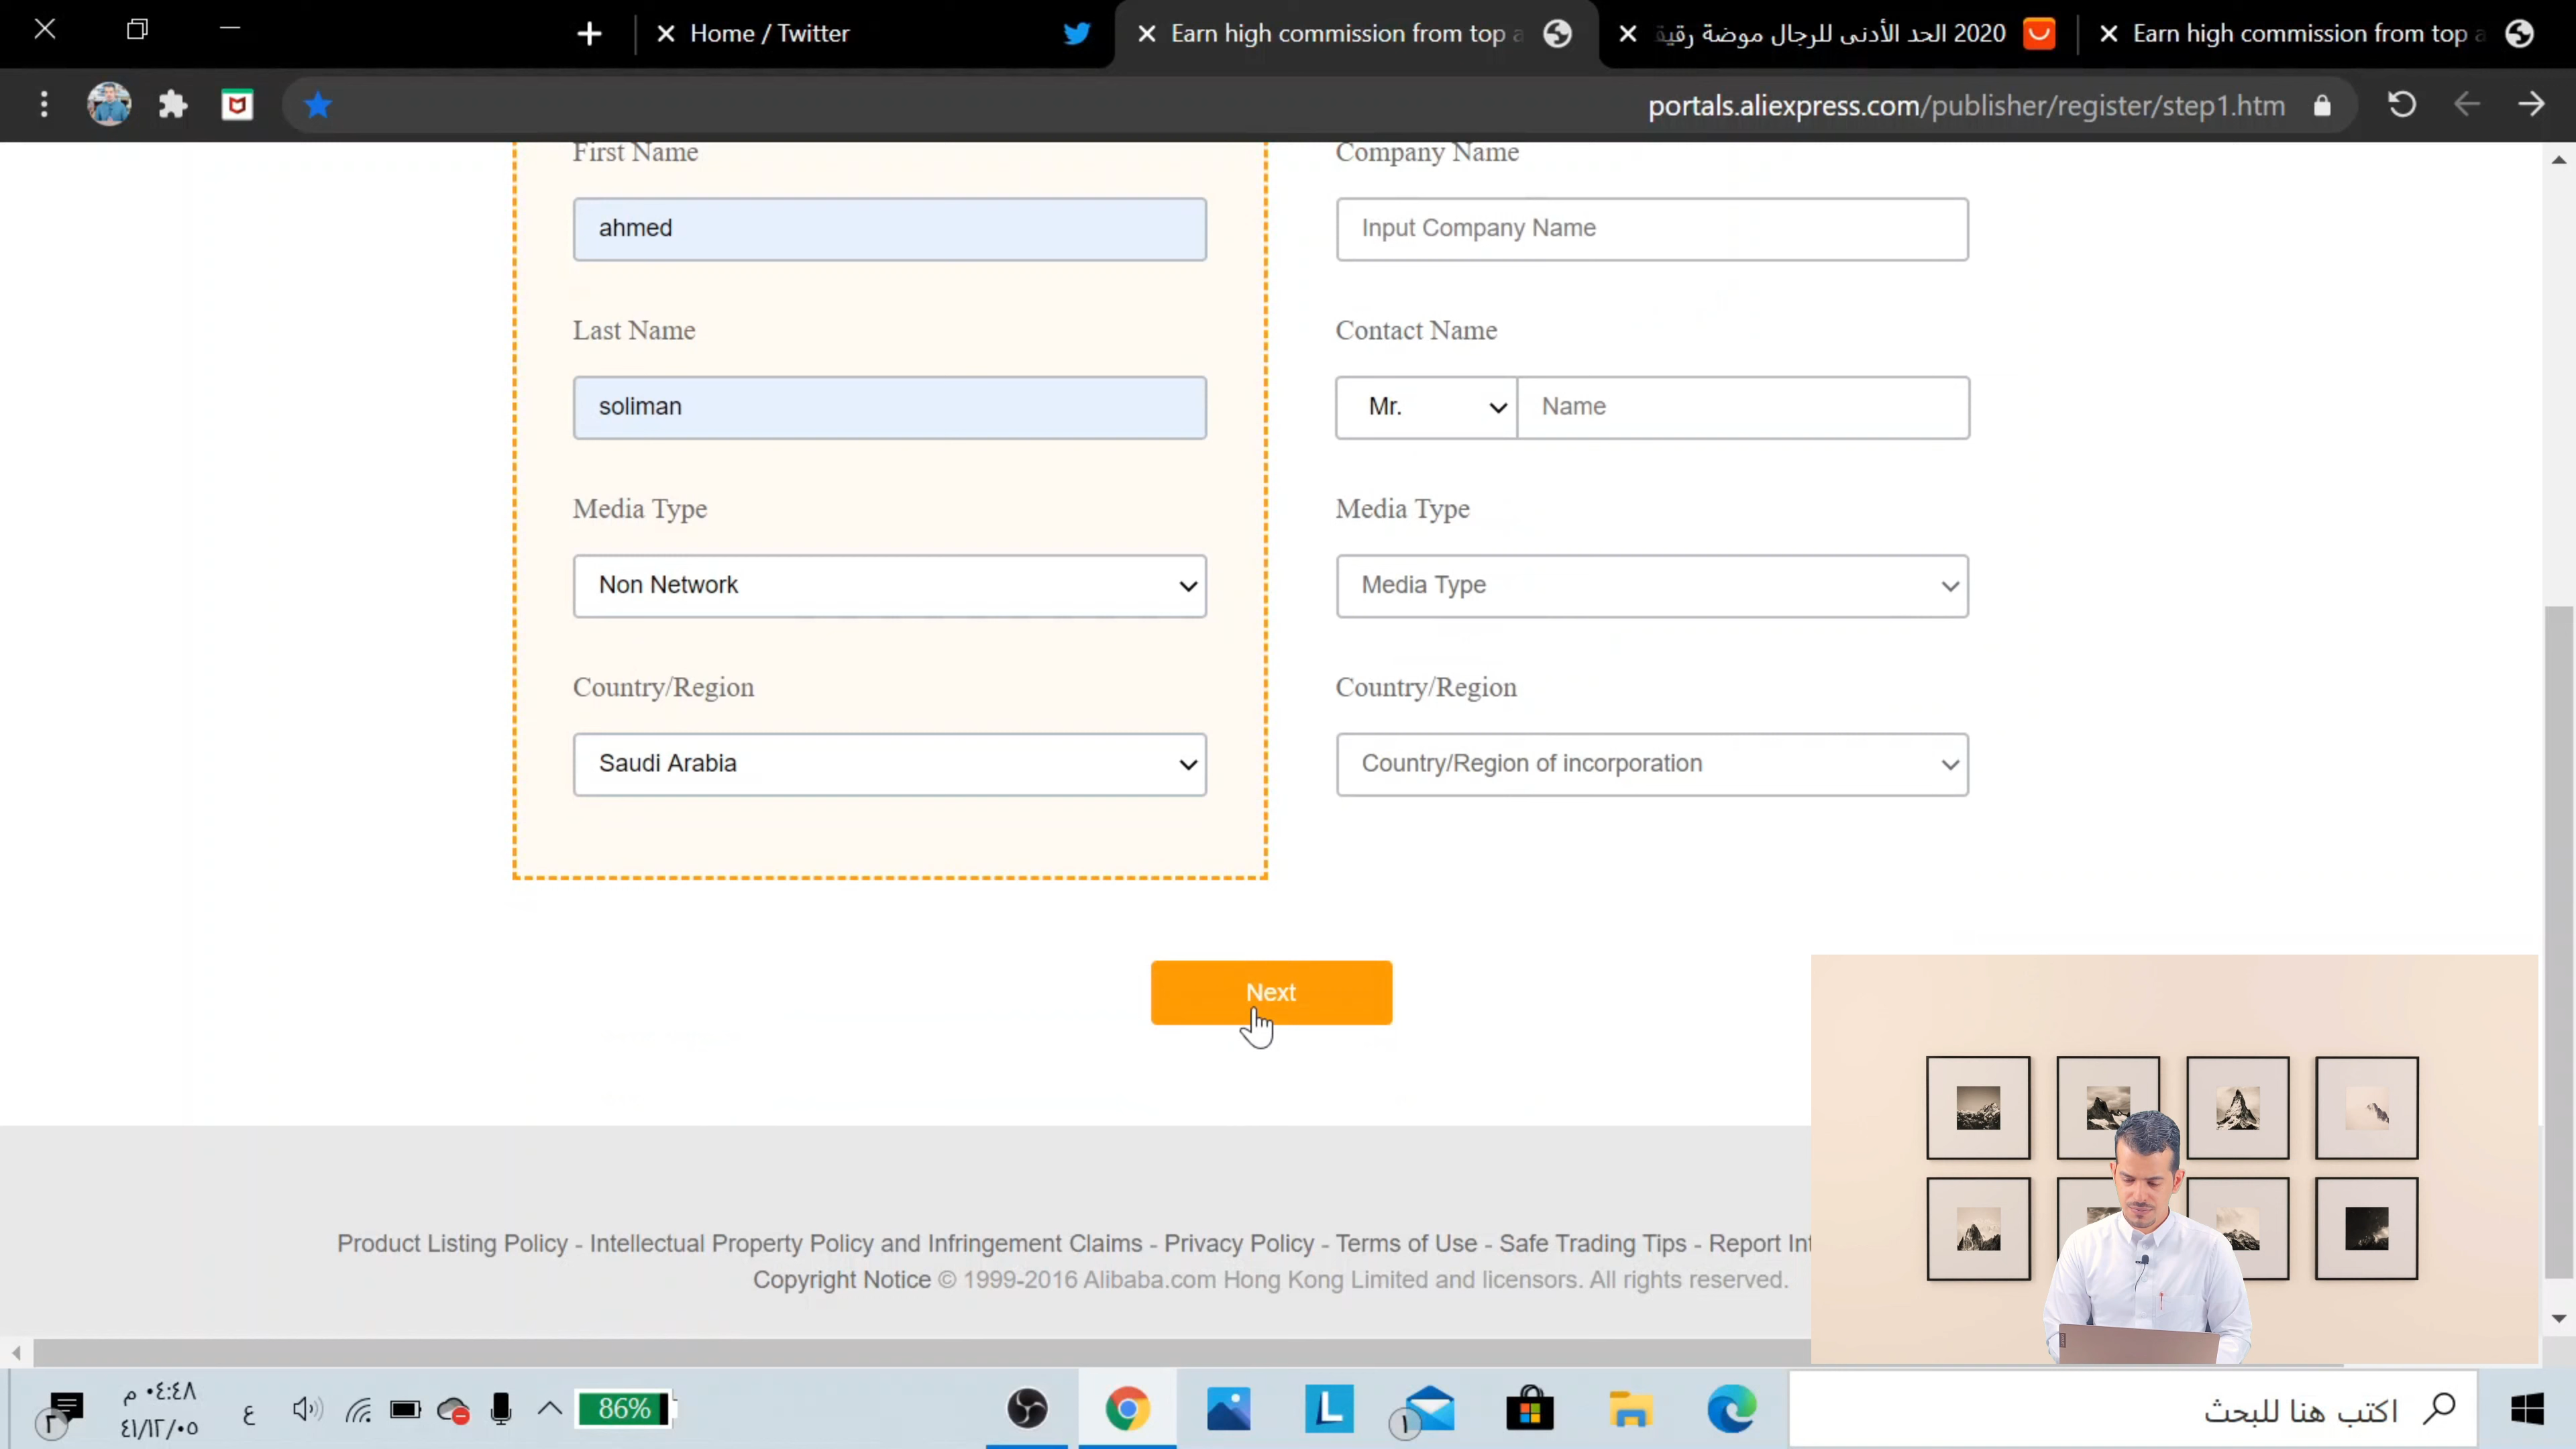 Home / Twitter
Earn high commission from top a
2020 الحد الأدنى للرجال موضة رقيق
Earn high commission from top a
portals.aliexpress.com/publisher/register/step1.htm
First Name
ahmed
Last Name
soliman
Media Type
Non Network
Country/Region
Saudi Arabia
Company Name
Input Company Name
Contact Name
Mr.
Name
Media Type
Media Type
Country/Region
Country/Region of incorporation
Next
Product Listing Policy - Intellectual Property Policy and Infringement Claims - Privacy Policy - Terms of Use - Safe Trading Tips - Report Int
Copyright Notice © 1999-2016 Alibaba.com Hong Kong Limited and licensors. All rights reserved.
٢
٠٤:٤٨ م
٤١/١٢/٠٥
ع
86%
L
١
اكتب هنا للبحث